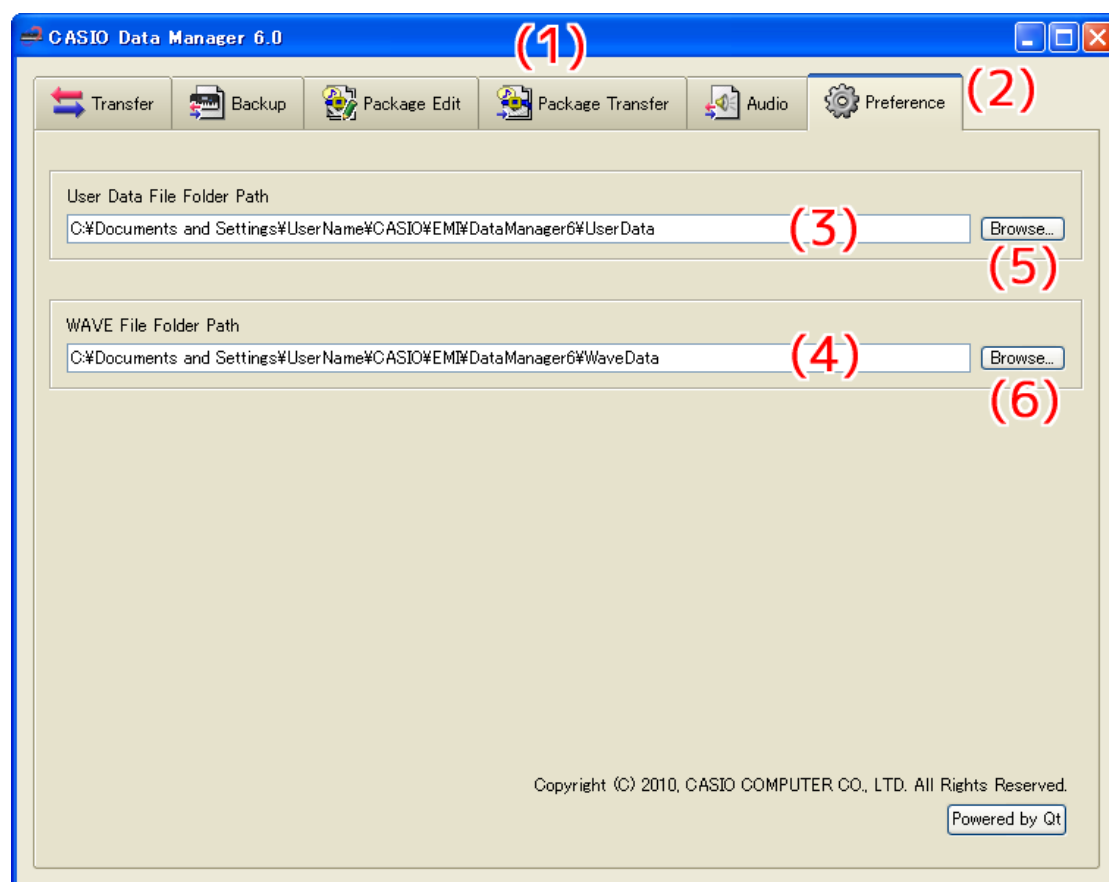 CASIO Data Manager 6.0
(1)
Transfer Backup Package Edit Package Transfer Audio Preference
(2)
User Data File Folder Path
C:¥Documents and Settings¥UserName¥CASIO¥EMI¥DataManager6¥UserData
(3)
Browse...
(5)
WAVE File Folder Path
C:¥Documents and Settings¥UserName¥CASIO¥EMI¥DataManager6¥WaveData
(4)
Browse...
(6)
Copyright (C) 2010, CASIO COMPUTER CO., LTD. All Rights Reserved.
Powered by Qt